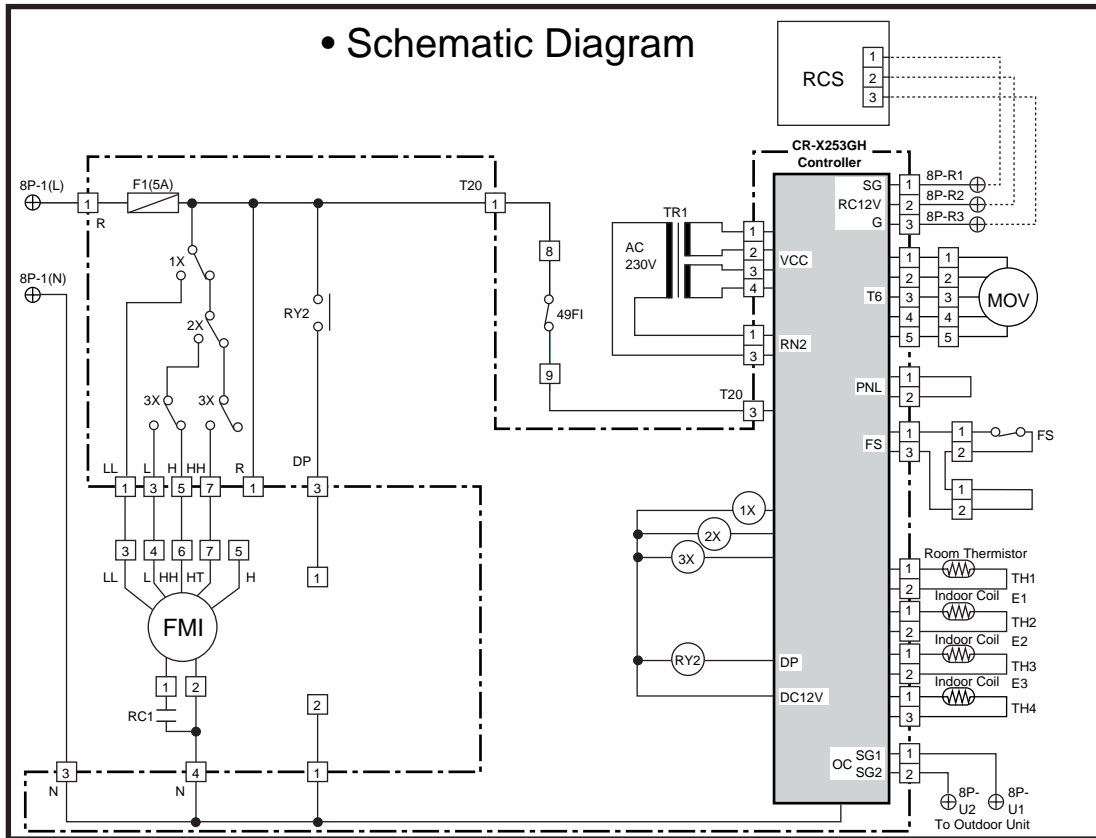 • Schematic Diagram
RCS
1
2
3
CR-X253GH
Controller
8P-1(L)
1
R
F1(5A)
T20
1
SG 1 8P-R1
RC12V 2 8P-R2
G 3 8P-R3
TR1
AC
230V
1
2
3
4
VCC
1X
8
8P-1(N)
RY2
49FI
2X
1 1
2 2
T6 3 3 MOV
4 4
5 5
1
3
RN2
9
T20
3
PNL 1
2
3X 3X
FS 1 1 FS
3 2
1
2
LL L H HH R DP
1 3 5 7 1 3
1X
2X
3X
3 4 6 7 5
LL L HH HT H
1
FMI
Room Thermistor
1 TH1
2
Indoor Coil E1
1 TH2
2
Indoor Coil E2
1 TH3
2
Indoor Coil E3
1 TH4
3
RY2 DP
DC12V
1 2
RC1
2
3 4 1
N N
OC SG1 1
SG2 2
8P-
U2
8P-
U1
To Outdoor Unit